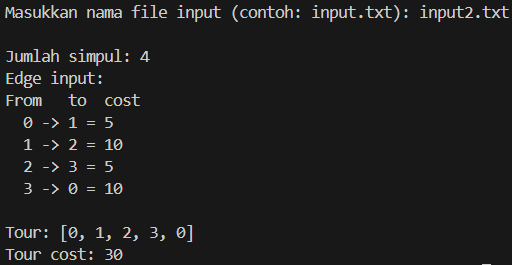 Masukkan nama file input (contoh: input.txt): input2.txt
Jumlah simpul: 4
Edge input:
From   to  cost
  0 -> 1 = 5
  1 -> 2 = 10
  2 -> 3 = 5
  3 -> 0 = 10
Tour: [0, 1, 2, 3, 0]
Tour cost: 30